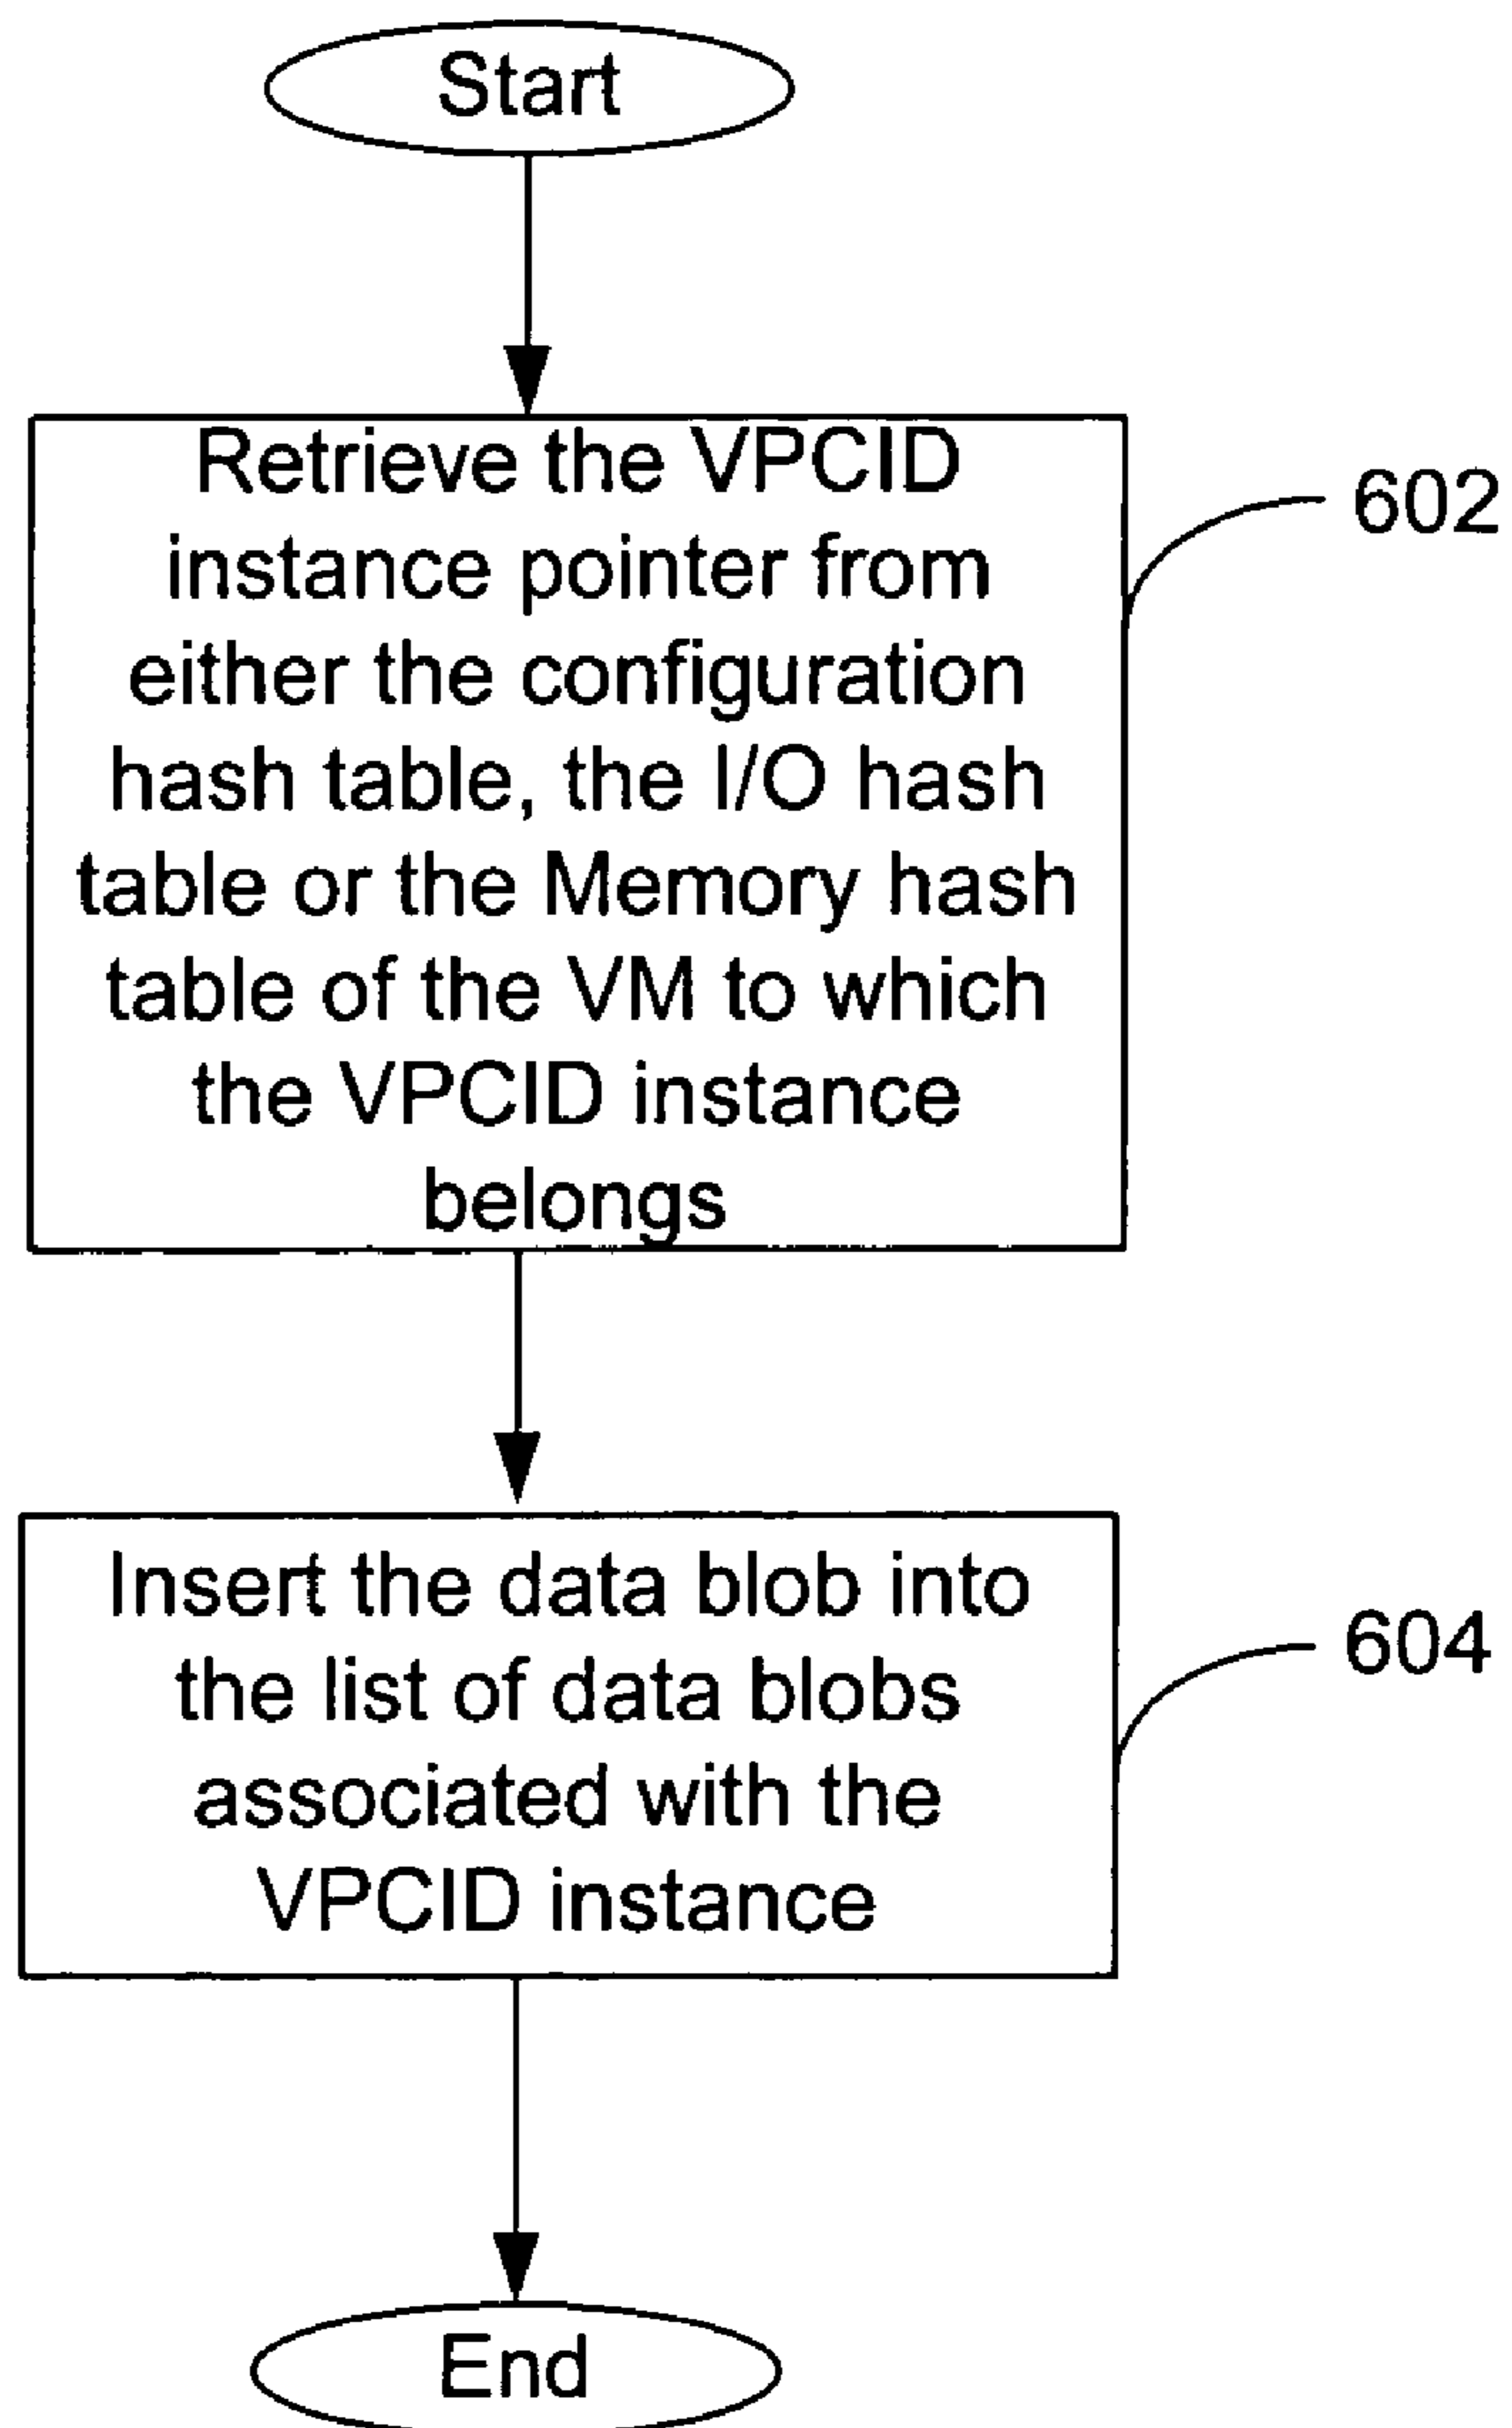 Start
Retrieve the VPCID
instance pointer from
either the configuration
hash table, the I/O hash
table or the Memory hash
table of the VM to which
the VPCID instance
belongs
602
Insert the data blob into
the list of data blobs
associated with the
VPCID instance
604
End